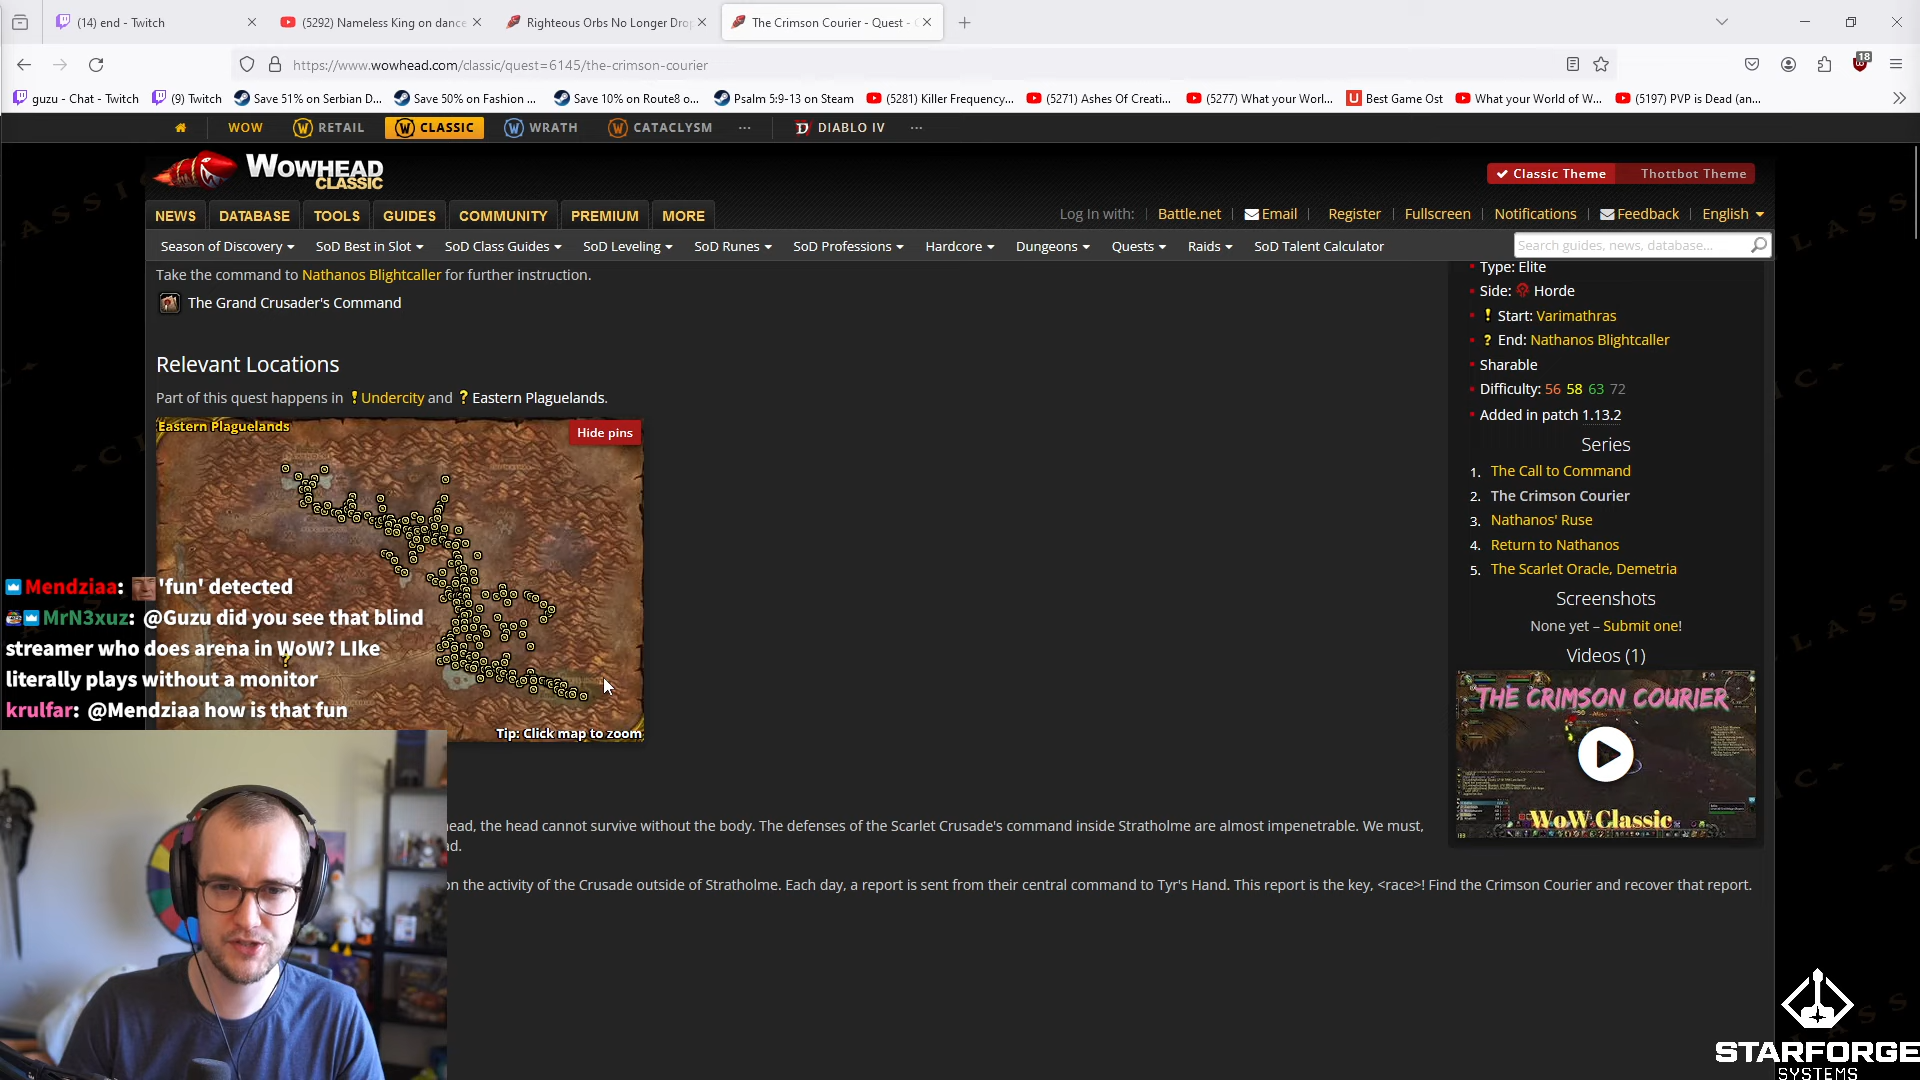 (14) end - Twitch
(5292) Nameless King on dance
Righteous Orbs No Longer Drop
The Crimson Courier - Quest -
https://www.wowhead.com/classic/quest=6145/the-crimson-courier
18
guzu - Chat - Twitch
(9) Twitch
Save 51% on Serbian D...
Save 50% on Fashion ...
Save 10% on Route8 o...
Psalm 5:9-13 on Steam
(5281) Killer Frequency...
(5271) Ashes Of Creati...
(5277) What your Worl...
Best Game Ost
What your World of W...
(5197) PVP is Dead (an...
WOW
RETAIL
CLASSIC
WRATH
CATACLYSM
...
DIABLO IV
...
WOWHEAD
CLASSIC
Classic Theme
Thottbot Theme
NEWS
DATABASE
TOOLS
GUIDES
COMMUNITY
PREMIUM
MORE
Log In with:
Battle.net
Email
Register
Fullscreen
Notifications
Feedback
English
Season of Discovery
SoD Best in Slot
SoD Class Guides
SoD Leveling
SoD Runes
SoD Professions
Hardcore
Dungeons
Quests
Raids
SoD Talent Calculator
Search guides, news, database...
Take the command to Nathanos Blightcaller for further instruction.
The Grand Crusader's Command
Relevant Locations
Part of this quest happens in Undercity and Eastern Plaguelands.
Eastern Plaguelands
Hide pins
Tip: Click map to zoom
Mendziaa: 'fun' detected
MrN3xuz: @Guzu did you see that blind
streamer who does arena in WoW? LIke
literally plays without a monitor
krulfar: @Mendziaa how is that fun
ead, the head cannot survive without the body. The defenses of the Scarlet Crusade's command inside Stratholme are almost impenetrable. We must,
d.
on the activity of the Crusade outside of Stratholme. Each day, a report is sent from their central command to Tyr's Hand. This report is the key, <race>! Find the Crimson Courier and recover that report.
Type: Elite
Side: Horde
Start: Varimathras
End: Nathanos Blightcaller
Sharable
Difficulty: 56 58 63 72
Added in patch 1.13.2
Series
1. The Call to Command
2. The Crimson Courier
3. Nathanos' Ruse
4. Return to Nathanos
5. The Scarlet Oracle, Demetria
Screenshots
None yet – Submit one!
Videos (1)
THE CRIMSON COURIER
WoW Classic
STARFORGE
SYSTEMS